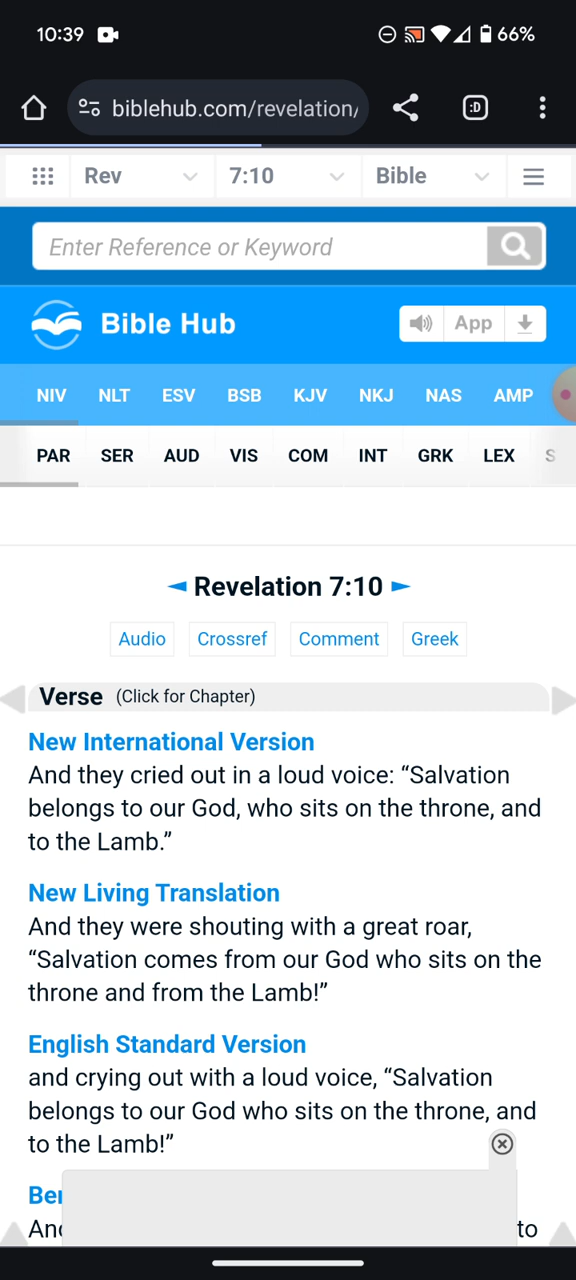 10:39 66%
:D
biblehub.com/revelation/
Rev 7:10 Bible
Enter Reference or Keyword
Bible Hub App
NIV NLT ESV BSB KJV NKJ NAS AMP
PAR SER AUD VIS COM INT GRK LEX S
◄ Revelation 7:10 ►
Audio Crossref Comment Greek
Verse (Click for Chapter)
New International Version
And they cried out in a loud voice: “Salvation
belongs to our God, who sits on the throne, and
to the Lamb.”
New Living Translation
And they were shouting with a great roar,
“Salvation comes from our God who sits on the
throne and from the Lamb!”
English Standard Version
and crying out with a loud voice, “Salvation
belongs to our God who sits on the throne, and
to the Lamb!”
Ber
And to